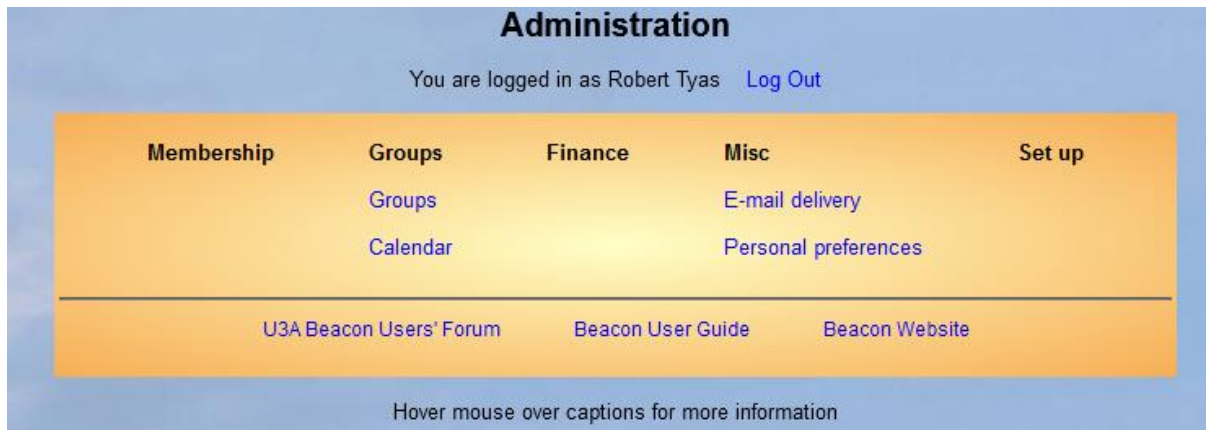 Administration
You are logged in as Robert Tyas Log Out
Membership Groups Finance Misc Set up
Groups E-mail delivery
Calendar Personal preferences
U3A Beacon Users' Forum Beacon User Guide Beacon Website
Hover mouse over captions for more information